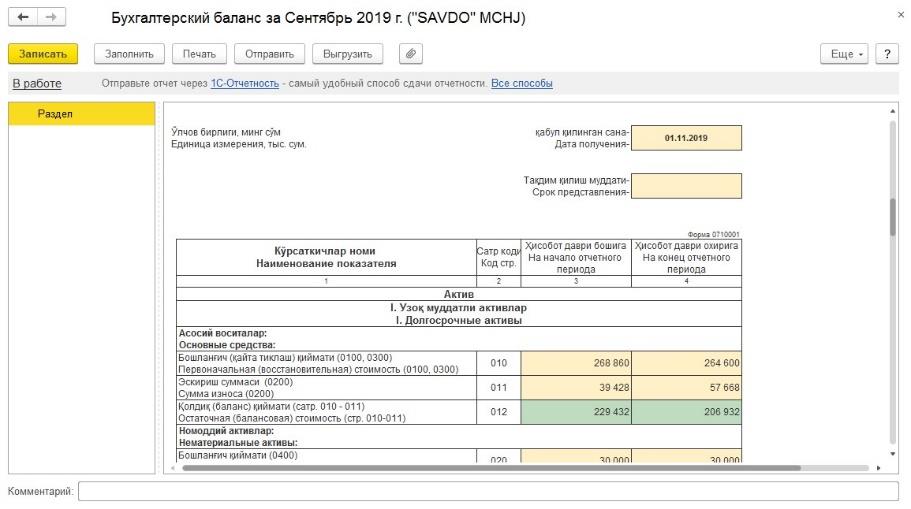 Бухгалтерский баланс за Сентябрь 2019 г. ("SAVDO" MCHJ)
Записать Заполнить Печать Отправить Выгрузить Еще ?
В работе Отправьте отчет через 1С-Отчетность - самый удобный способ сдачи отчетности. Все способы
Раздел
Ўлчов бирлиги, минг сўм
Единица измерения, тыс. сум.
қабул қилинган сана-
Дата получения-
01.11.2019
Тақдим қилиш муддати-
Срок представления-
Форма 0710001
Кўрсаткичлар номи
Наименование показателя
Сатр коди
Код стр.
Ҳисобот даври бошига
На начало отчетного
периода
Ҳисобот даври охирига
На конец отчетного
периода
1 2 3 4
Актив
I. Узоқ муддатли активлар
I. Долгосрочные активы
Асосий воситалар:
Основные средства:
Бошланғич (қайта тиклаш) қиймати (0100, 0300)
Первоначальная (восстановительная) стоимость (0100, 0300)
010 268 860 264 600
Эскириш суммаси (0200)
Сумма износа (0200)
011 39 428 57 668
Қолдиқ (баланс) қиймати (сатр. 010 - 011)
Остаточная (балансовая) стоимость (стр. 010-011)
012 229 432 206 932
Номоддий активлар:
Нематериальные активы:
Бошланғич қиймати (0400)
020 30 000 30 000
Комментарий: